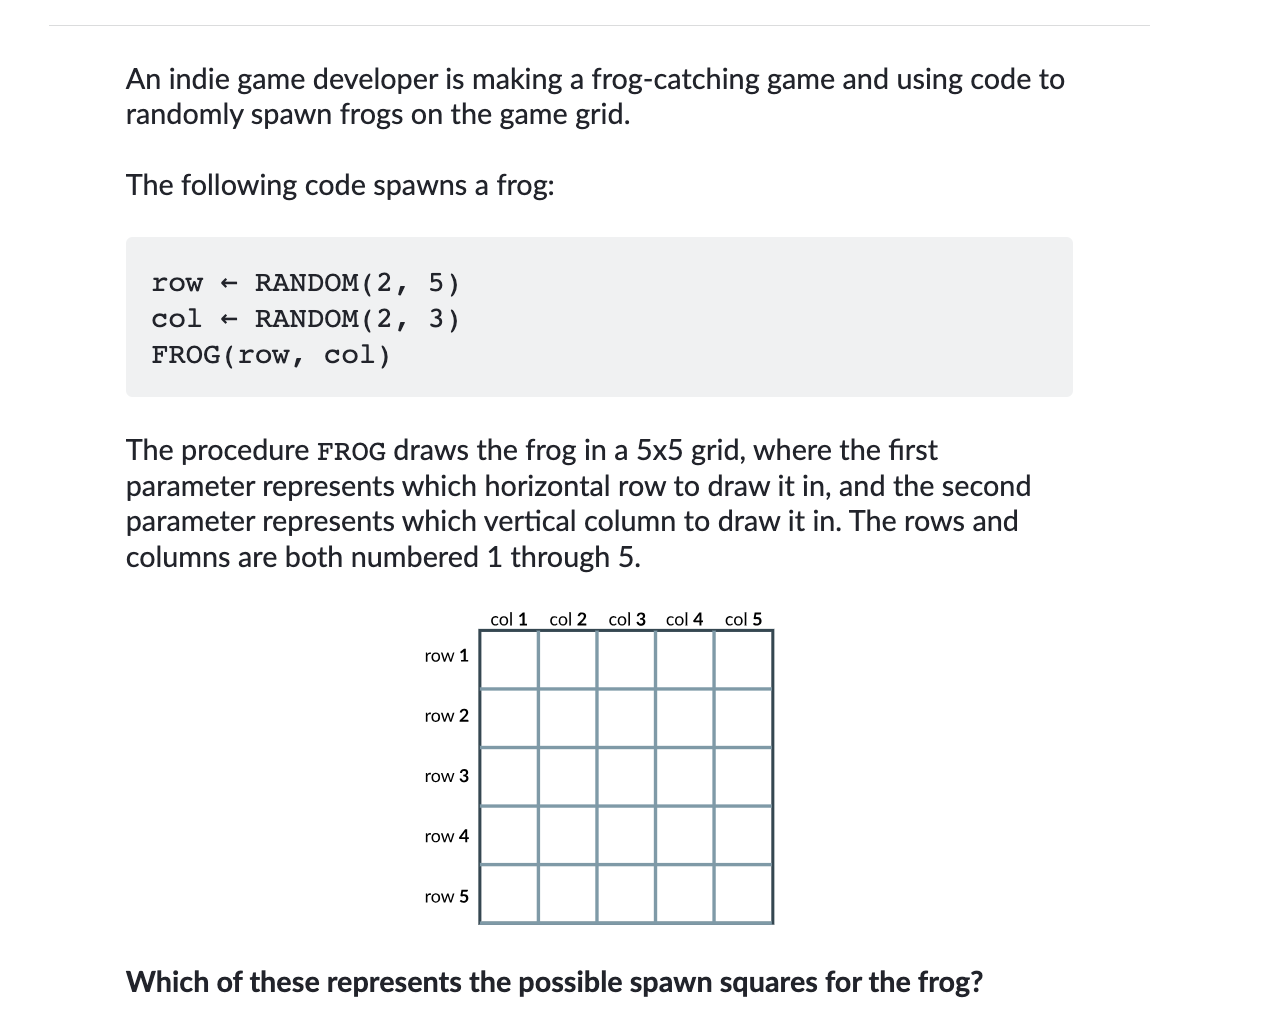 An indie game developer is making a frog-catching game and using code to
randomly spawn frogs on the game grid.
The following code spawns a frog:
row ← RANDOM(2, 5)
col ← RANDOM(2, 3)
FROG(row, col)
The procedure FROG draws the frog in a 5x5 grid, where the first
parameter represents which horizontal row to draw it in, and the second
parameter represents which vertical column to draw it in. The rows and
columns are both numbered 1 through 5.
col 1 col 2 col 3 col 4 col 5
row 1
row 2
row 3
row 4
row 5
Which of these represents the possible spawn squares for the frog?